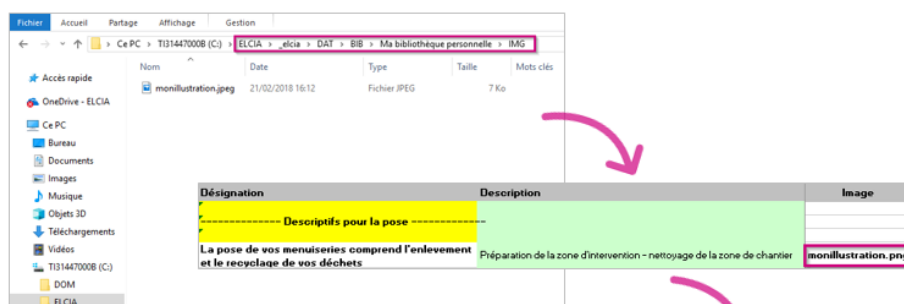 Fichier Accueil Partage Affichage Gestion
Ce PC > TI31447000B (C:) > ELCIA > _elcia > DAT > BIB > Ma bibliothèque personnelle > IMG
Nom Date Type Taille Mots clés
monillustration.jpeg 21/02/2018 16:12 Fichier JPEG 7 Ko
Accès rapide
OneDrive - ELCIA
Ce PC
Bureau
Documents
Images
Musique
Objets 3D
Téléchargements
Vidéos
TI31447000B (C:)
DOM
ELCIA
Désignation Description Image
-------------- Descriptifs pour la pose -------------
La pose de vos menuiseries comprend l'enlevement
et le recyclage de vos déchets
Préparation de la zone d'intervention - nettoyage de la zone de chantier
monillustration.png